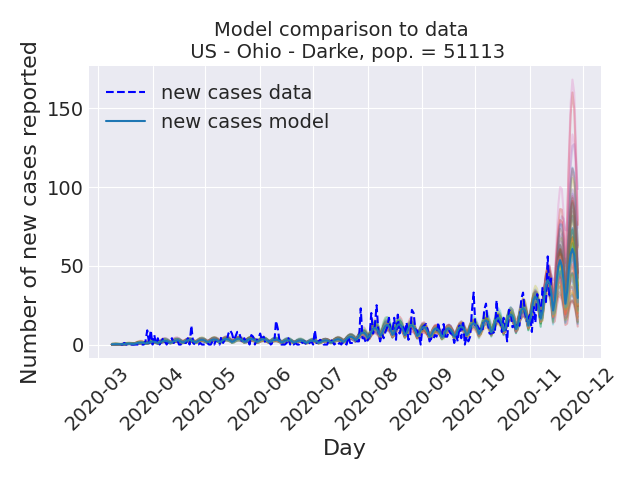 Model comparison to data
US - Ohio - Darke, pop. = 51113
Number of new cases reported
150
100
50
0
new cases data
new cases model
2020-03
2020-04
2020-05
2020-06
2020-07
2020-08
2020-09
2020-10
2020-11
2020-12
Day